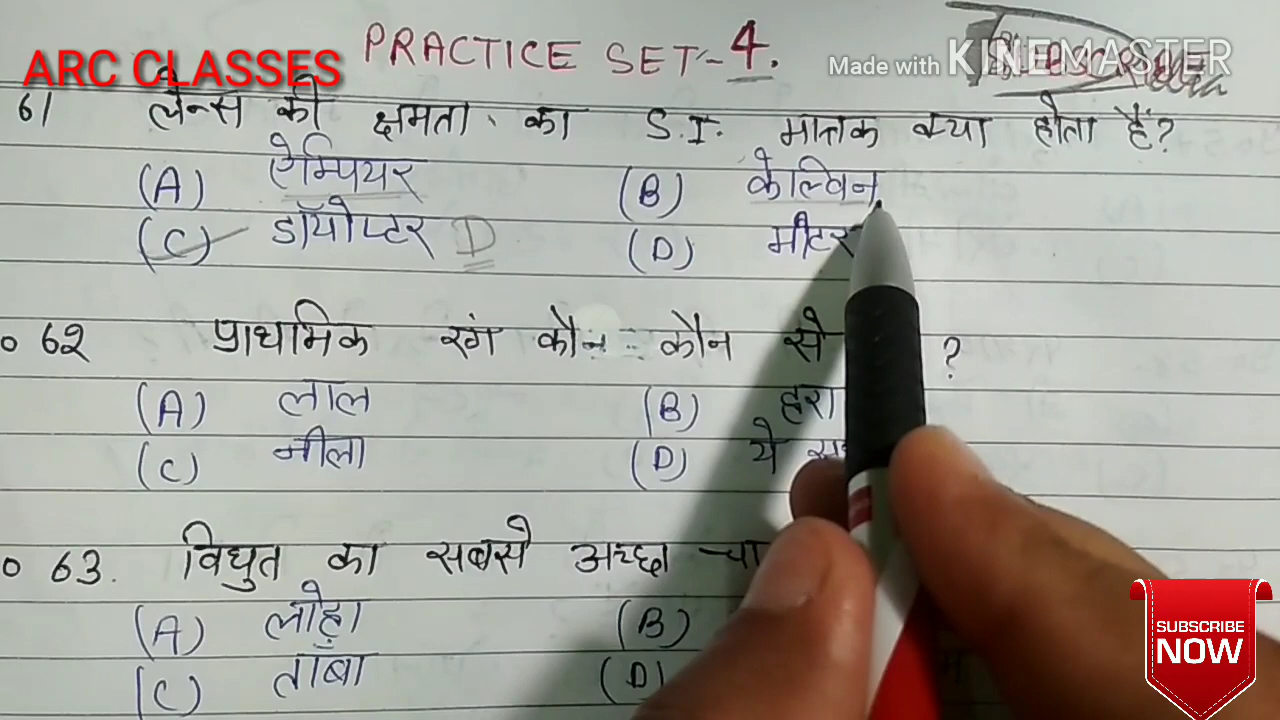 ARC CLASSES
PRACTICE SET:- 4.
Made with KINEMASTER
61 लैन्स की क्षमता का S.I. मात्रक क्या होता है?
(A) ऐम्पियर (B) केल्विन
(C) डॉयोप्टर D (D) मीटर
62 प्राथमिक रंग कौन कौन से ?
(A) लाल (B) हरा
(C) नीला (D) ये
63. विधुत का सबसे अच्छा चा
(A) लोहा (B)
(C) ताँबा (D)
SUBSCRIBE
NOW